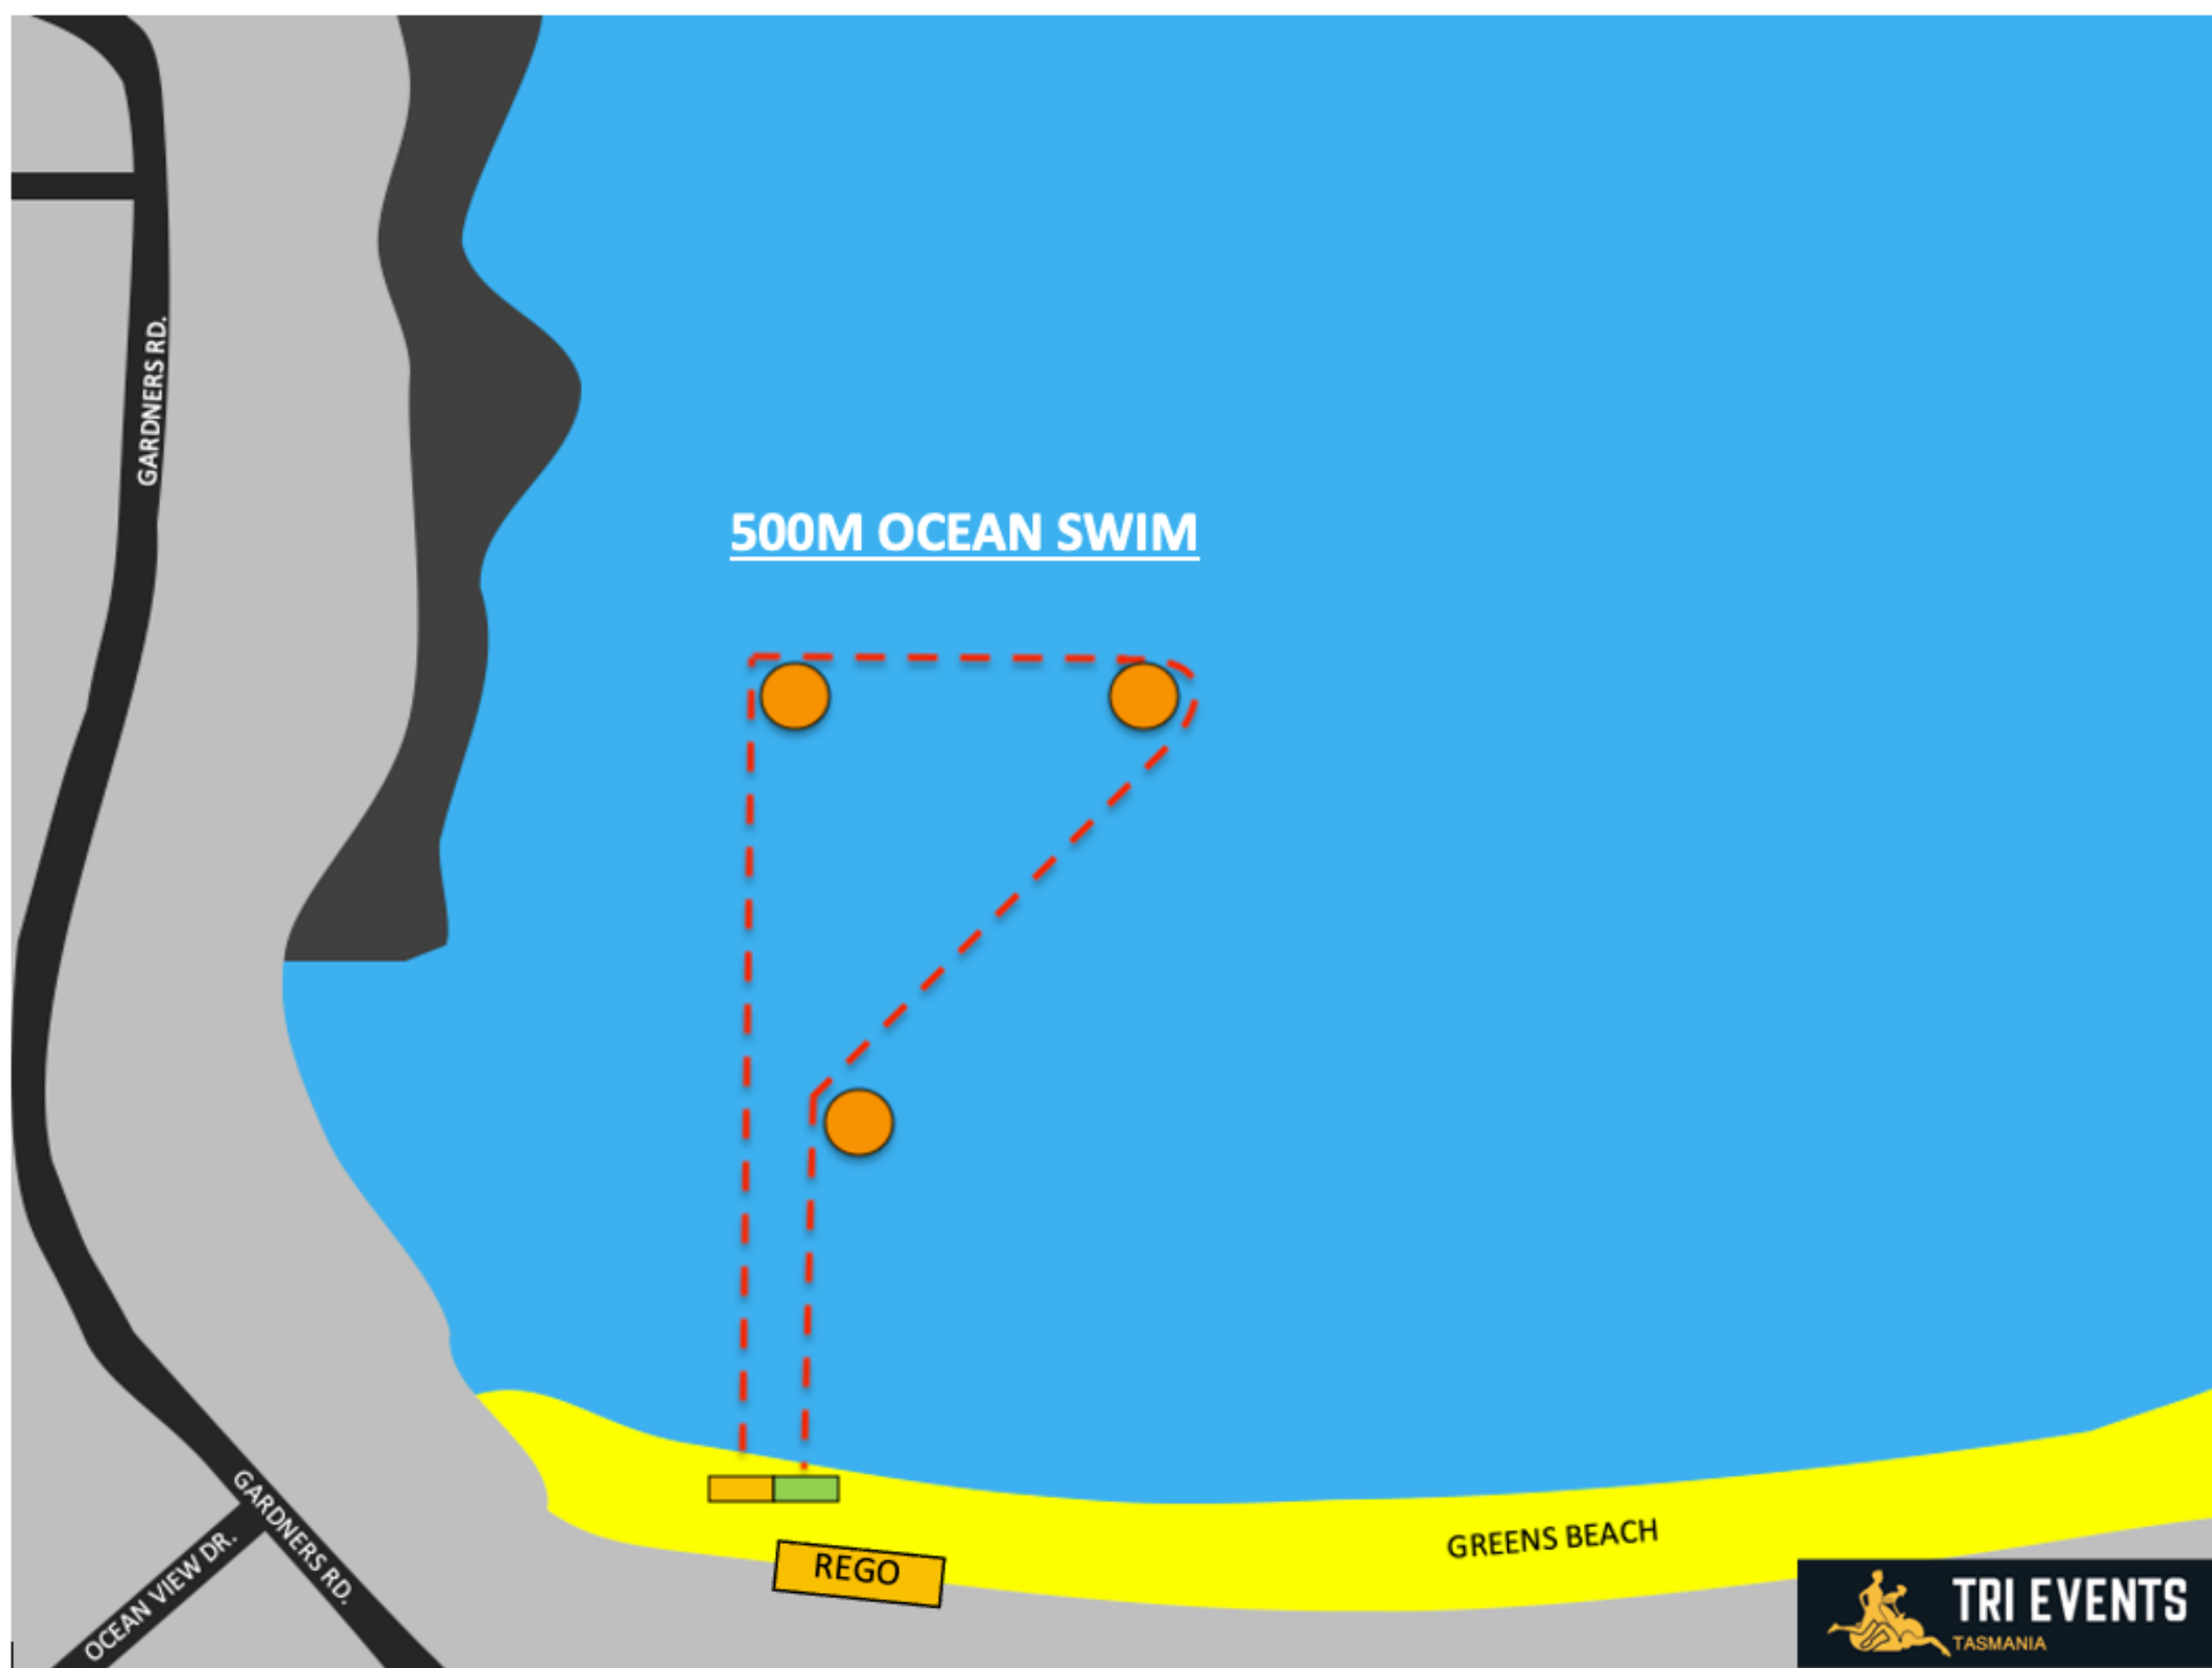 GARDNERS RD.
500M OCEAN SWIM
GARDNERS RD.
OCEAN VIEW DR.
REGO
GREENS BEACH
TRI EVENTS
TASMANIA